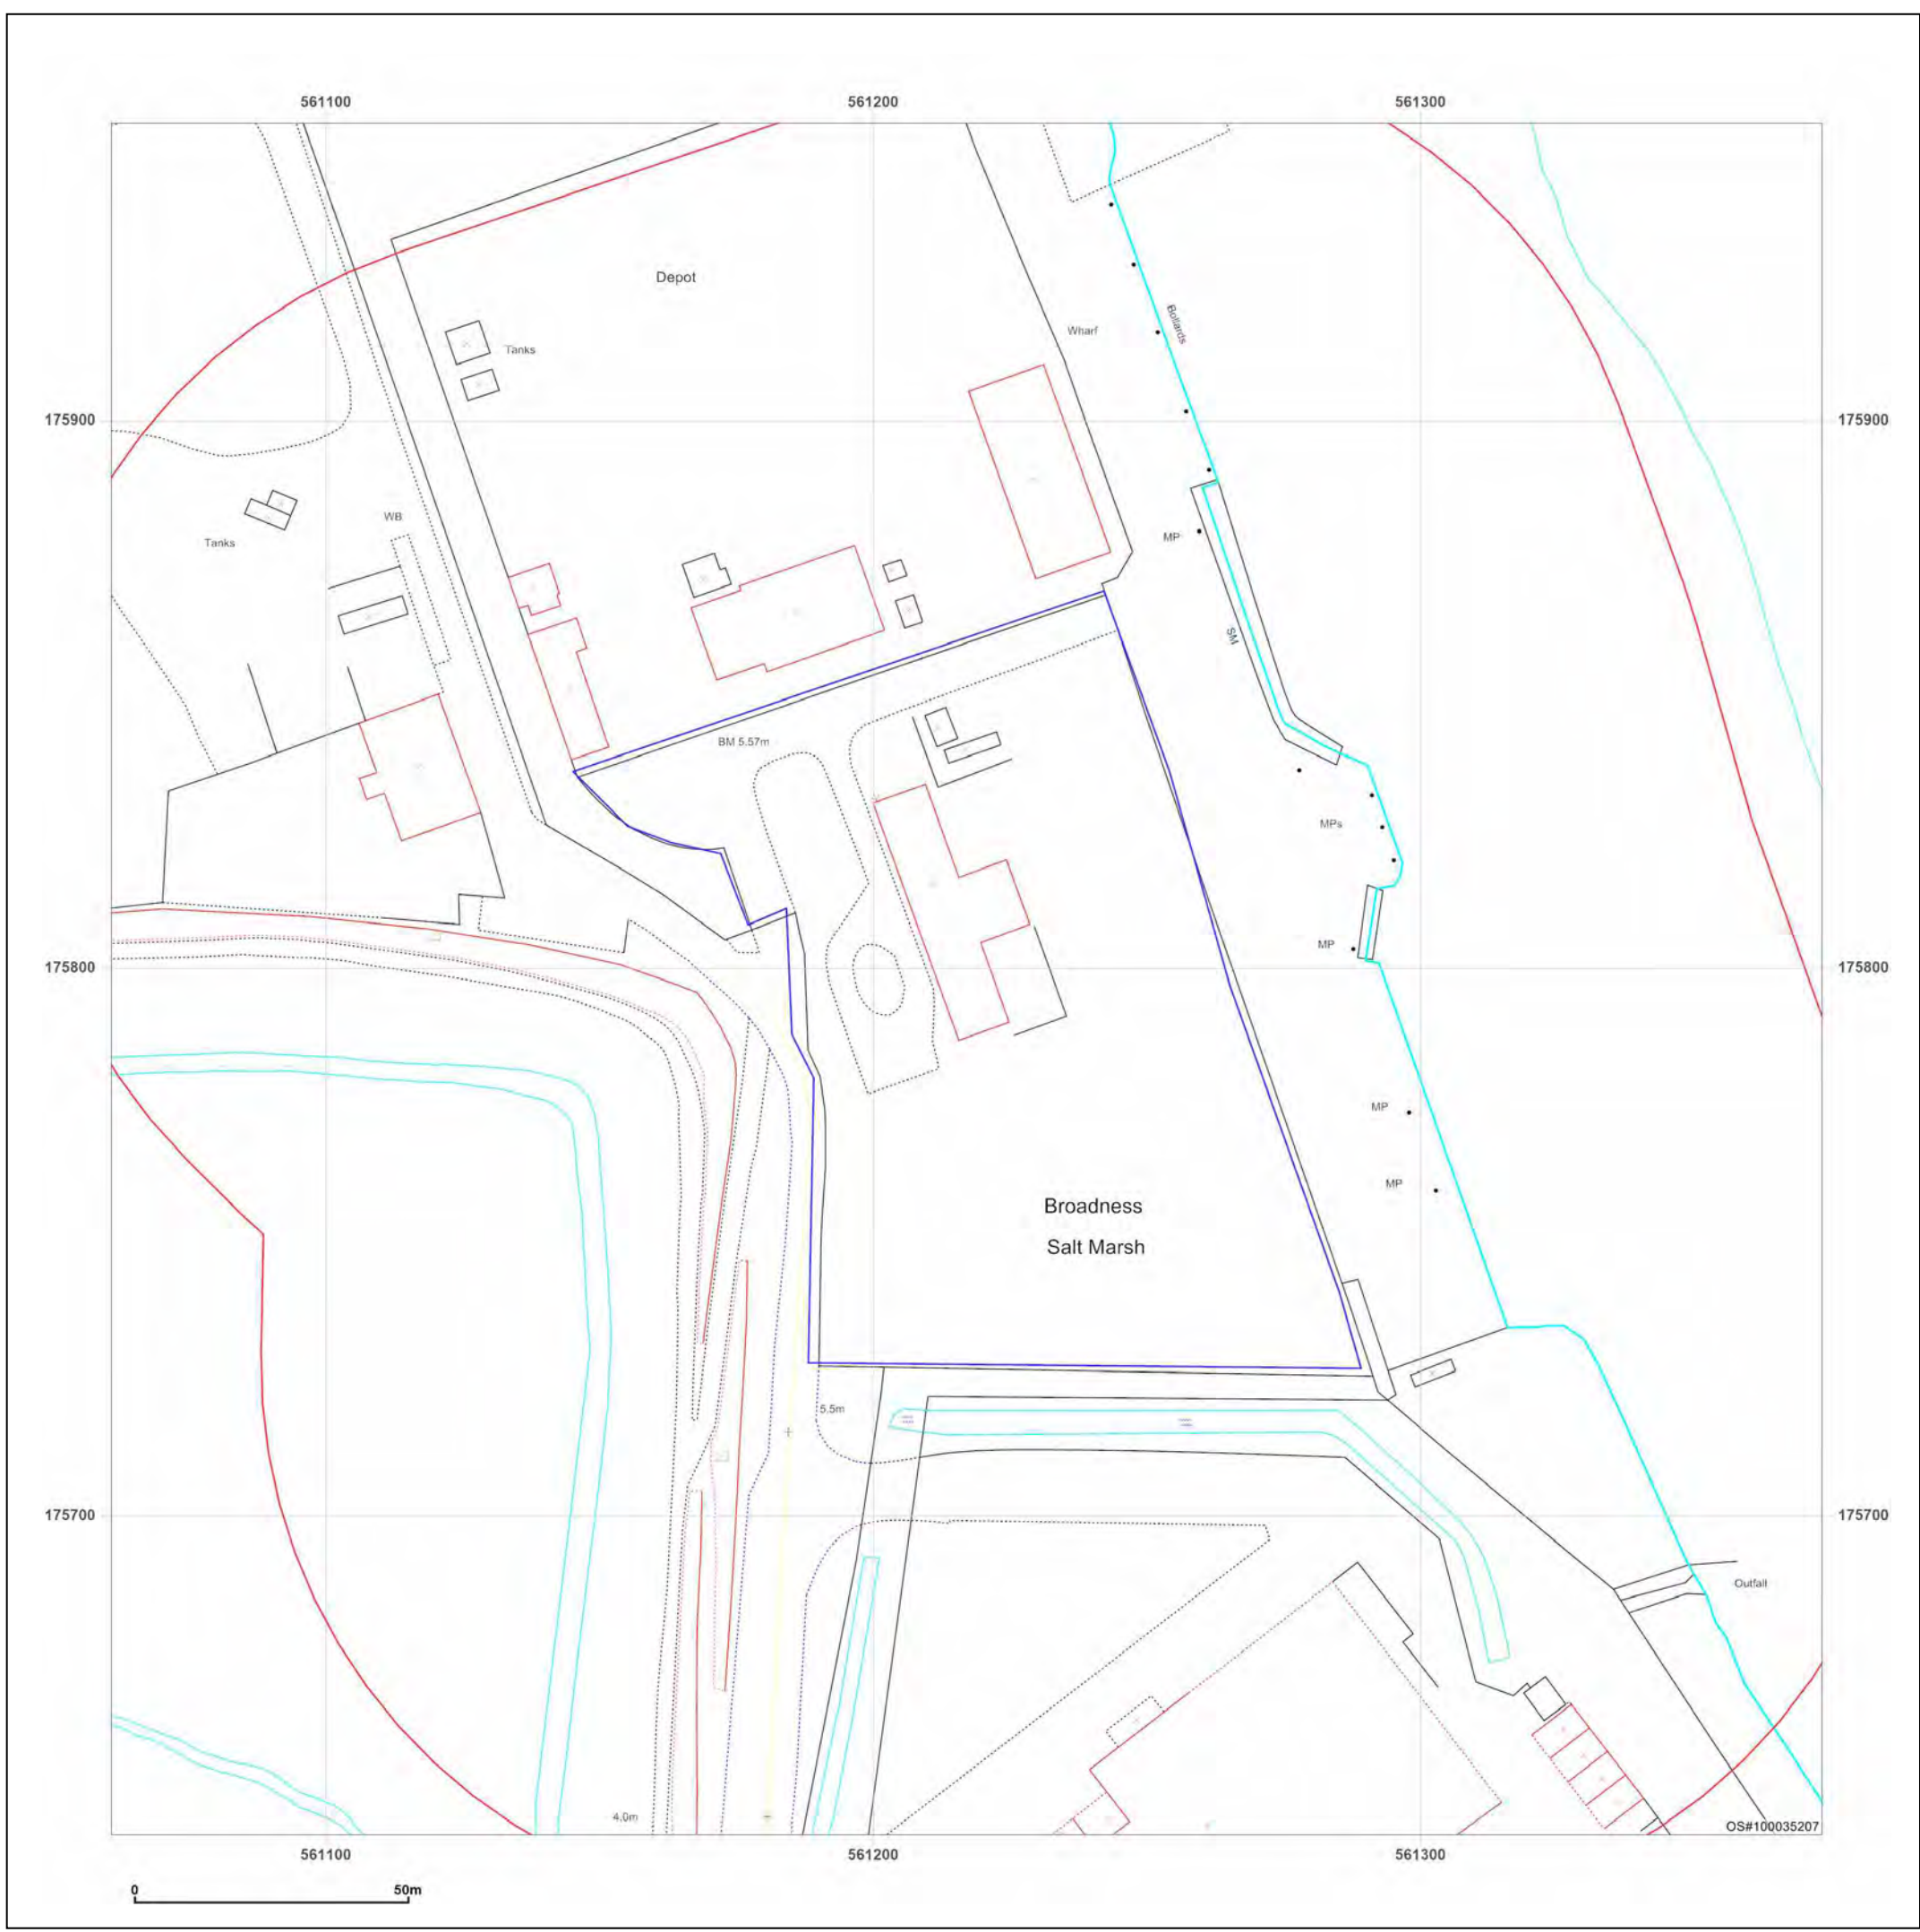 561100 561200 561300
Depot
Bollards
Wharf
Tanks
175900 175900
WB
Tanks
MP
SM
BM 5.57m
MPs
MP
175800 175800
MP
MP
Broadness
Salt Marsh
5.5m
175700 175700
Outfall
4.0m
OS#100035207
561100 561200 561300
0 50m